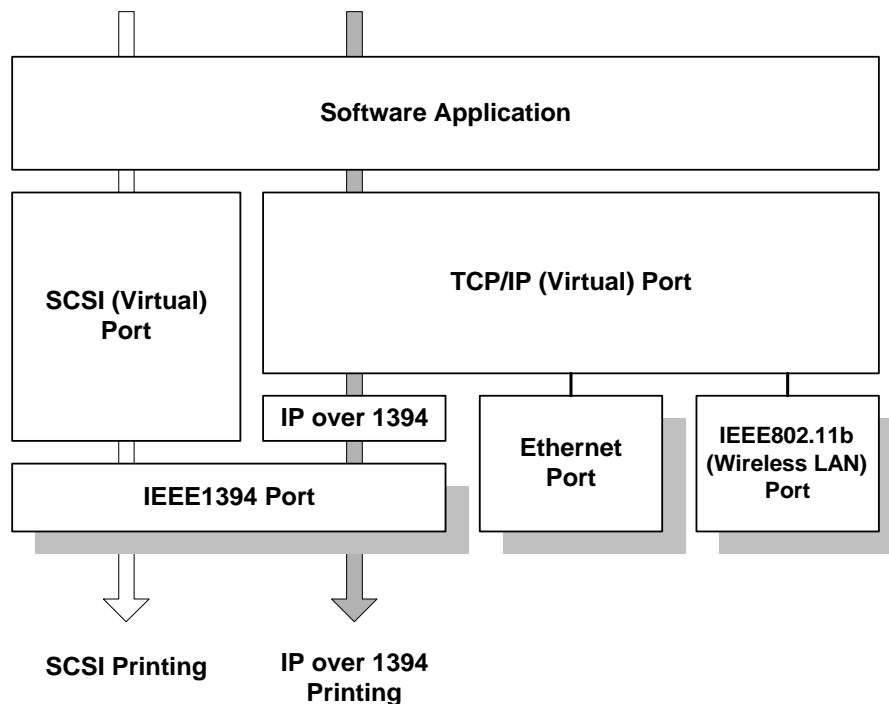 Software Application
SCSI (Virtual)
Port
TCP/IP (Virtual) Port
IP over 1394
Ethernet
Port
IEEE802.11b
(Wireless LAN)
Port
IEEE1394 Port
SCSI Printing
IP over 1394
Printing